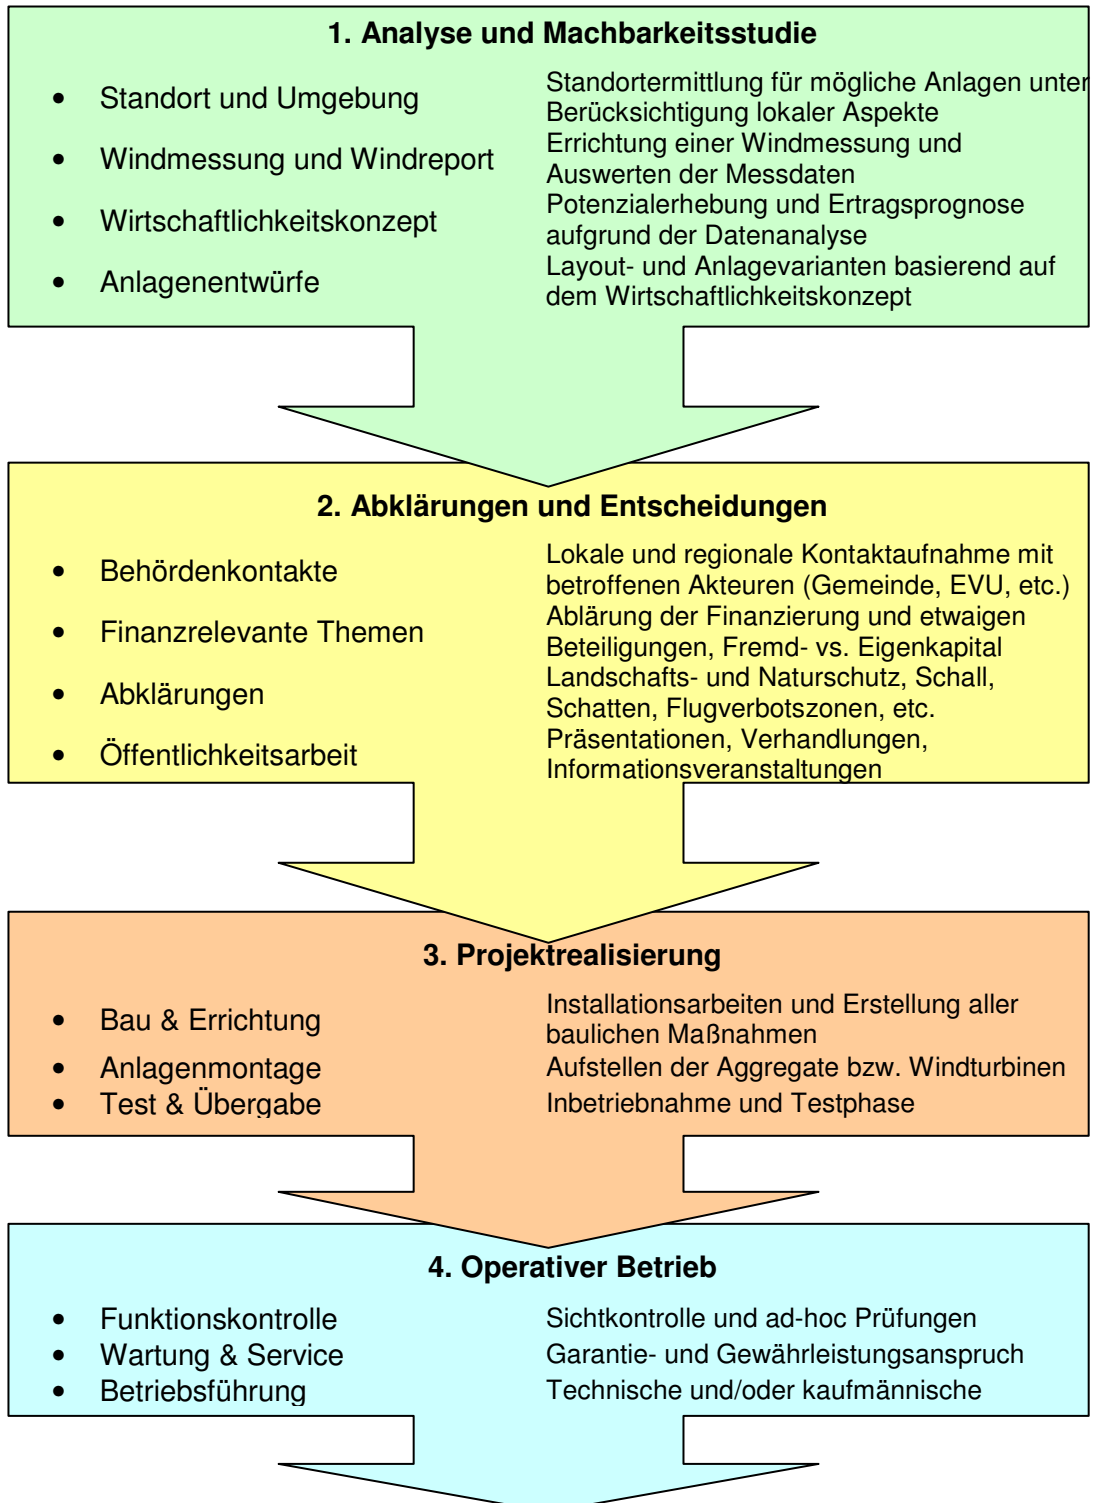 1. Analyse und Machbarkeitsstudie
• Standort und Umgebung
Standortermittlung für mögliche Anlagen unter
Berücksichtigung lokaler Aspekte
• Windmessung und Windreport
Errichtung einer Windmessung und
Auswerten der Messdaten
• Wirtschaftlichkeitskonzept
Potenzialerhebung und Ertragsprognose
aufgrund der Datenanalyse
• Anlagenentwürfe
Layout- und Anlagevarianten basierend auf
dem Wirtschaftlichkeitskonzept
2. Abklärungen und Entscheidungen
• Behördenkontakte
Lokale und regionale Kontaktaufnahme mit
betroffenen Akteuren (Gemeinde, EVU, etc.)
• Finanzrelevante Themen
Ablärung der Finanzierung und etwaigen
Beteiligungen, Fremd- vs. Eigenkapital
• Abklärungen
Landschafts- und Naturschutz, Schall,
Schatten, Flugverbotszonen, etc.
• Öffentlichkeitsarbeit
Präsentationen, Verhandlungen,
Informationsveranstaltungen
3. Projektrealisierung
• Bau & Errichtung
Installationsarbeiten und Erstellung aller
baulichen Maßnahmen
• Anlagenmontage
Aufstellen der Aggregate bzw. Windturbinen
• Test & Übergabe
Inbetriebnahme und Testphase
4. Operativer Betrieb
• Funktionskontrolle
Sichtkontrolle und ad-hoc Prüfungen
• Wartung & Service
Garantie- und Gewährleistungsanspruch
• Betriebsführung
Technische und/oder kaufmännische